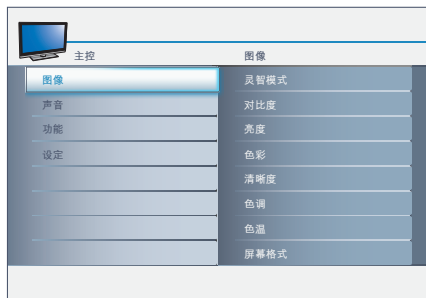 主控
图像
图像
声音
功能
设定
灵智模式
对比度
亮度
色彩
清晰度
色调
色温
屏幕格式